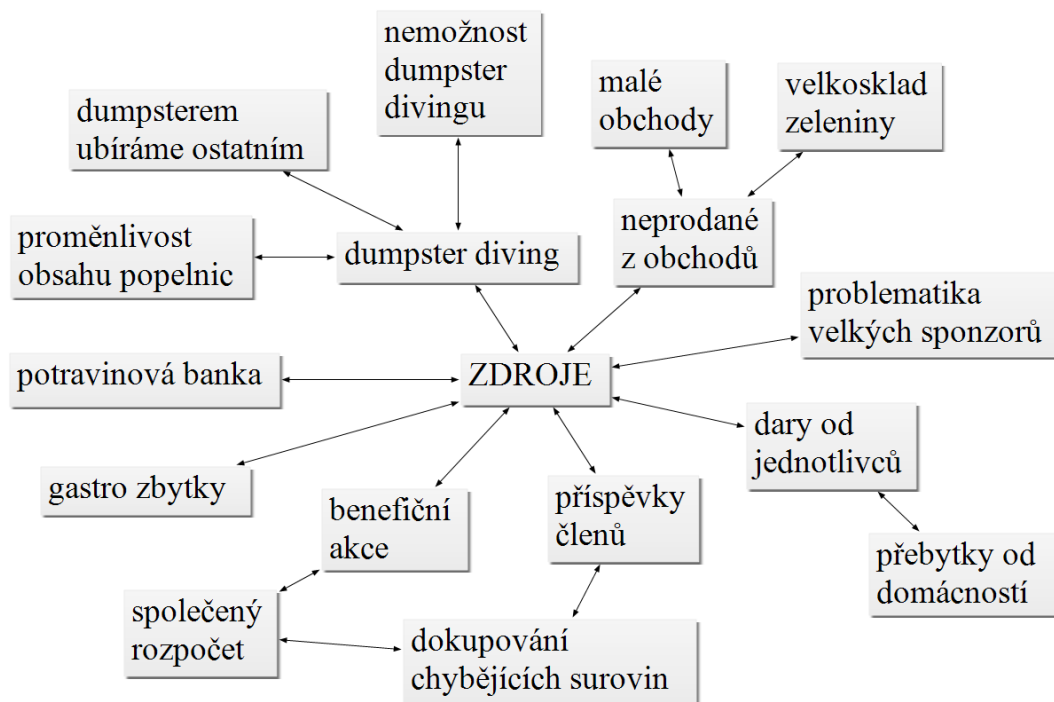 nemožnost
dumpster
divingu
malé
obchody
velkosklad
zeleniny
dumpsterem
ubíráme ostatním
proměnlivost
obsahu popelnic
dumpster diving
neprodané
z obchodů
problematika
velkých sponzorů
potravinová banka
ZDROJE
dary od
jednotlivců
gastro zbytky
benefiční
akce
příspěvky
členů
přebytky od
domácností
společený
rozpočet
dokupování
chybějících surovin